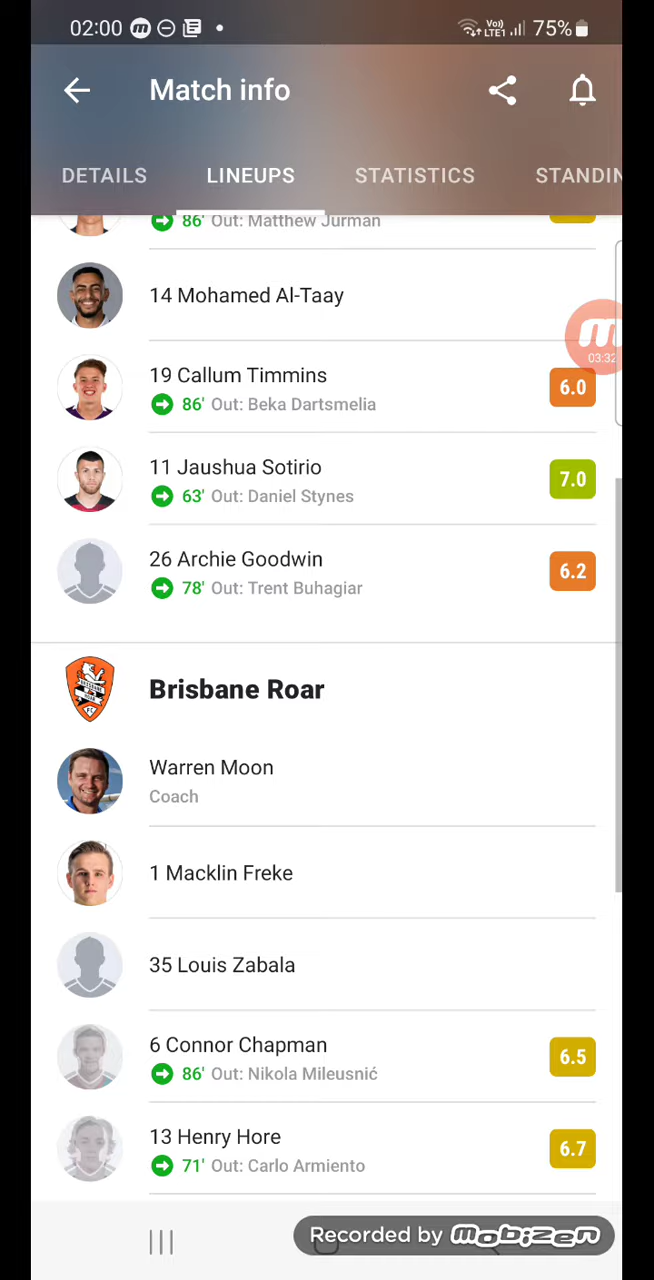 02:00 75%
Vo)) LTE1
Match info
DETAILS LINEUPS STATISTICS STANDIN
86' Out: Matthew Jurman
14 Mohamed Al-Taay
03:32
19 Callum Timmins
86' Out: Beka Dartsmelia
6.0
11 Jaushua Sotirio
63' Out: Daniel Stynes
7.0
26 Archie Goodwin
78' Out: Trent Buhagiar
6.2
Brisbane Roar
Warren Moon
Coach
1 Macklin Freke
35 Louis Zabala
6 Connor Chapman
86' Out: Nikola Mileusnić
6.5
13 Henry Hore
71' Out: Carlo Armiento
6.7
Recorded by mobizen